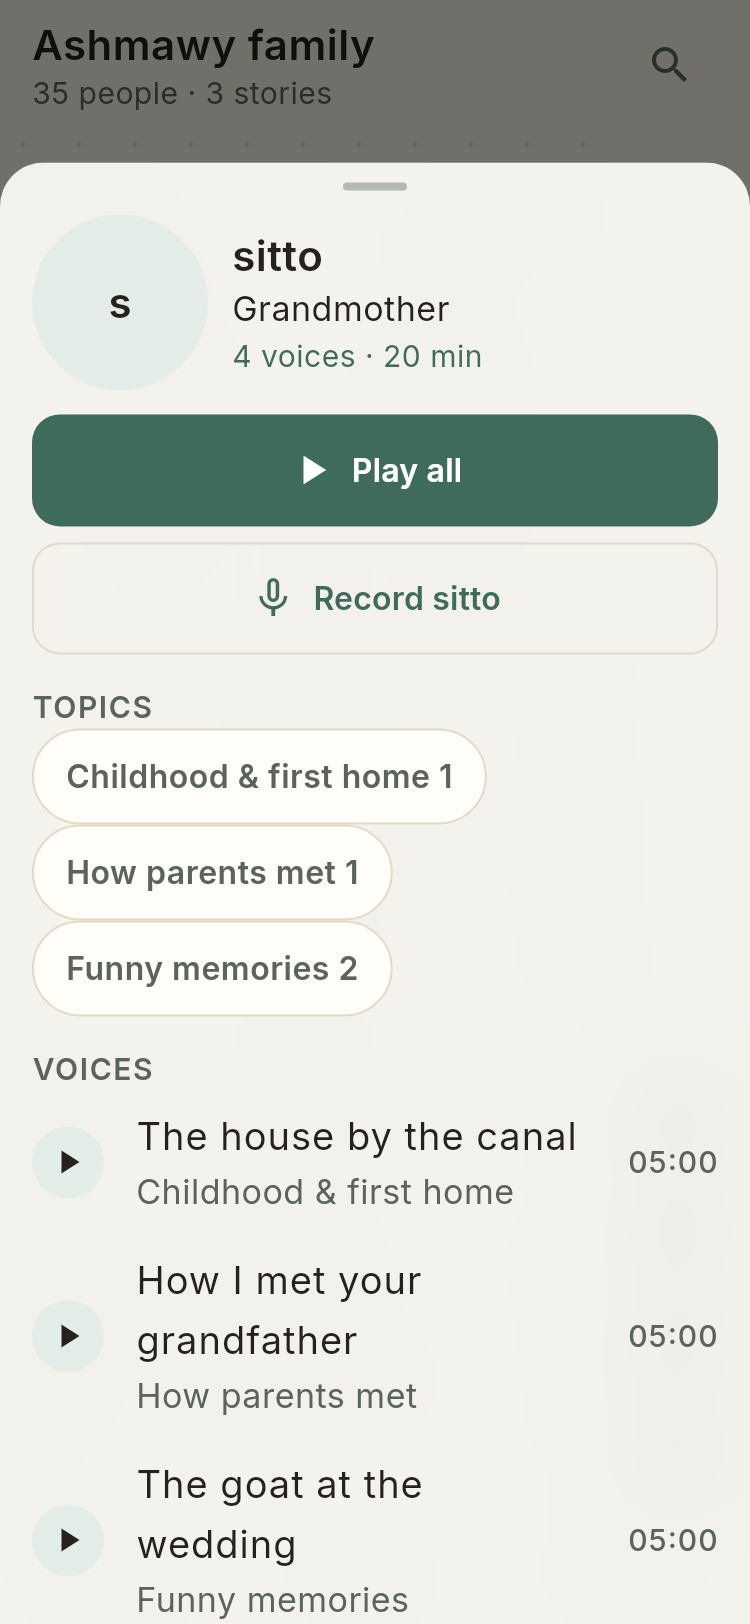 Ashmawy family
35 people · 3 stories
s
sitto
Grandmother
4 voices · 20 min
Play all
Record sitto
TOPICS
Childhood & first home 1
How parents met 1
Funny memories 2
VOICES
The house by the canal
Childhood & first home
05:00
How I met your
grandfather
How parents met
05:00
The goat at the
wedding
Funny memories
05:00